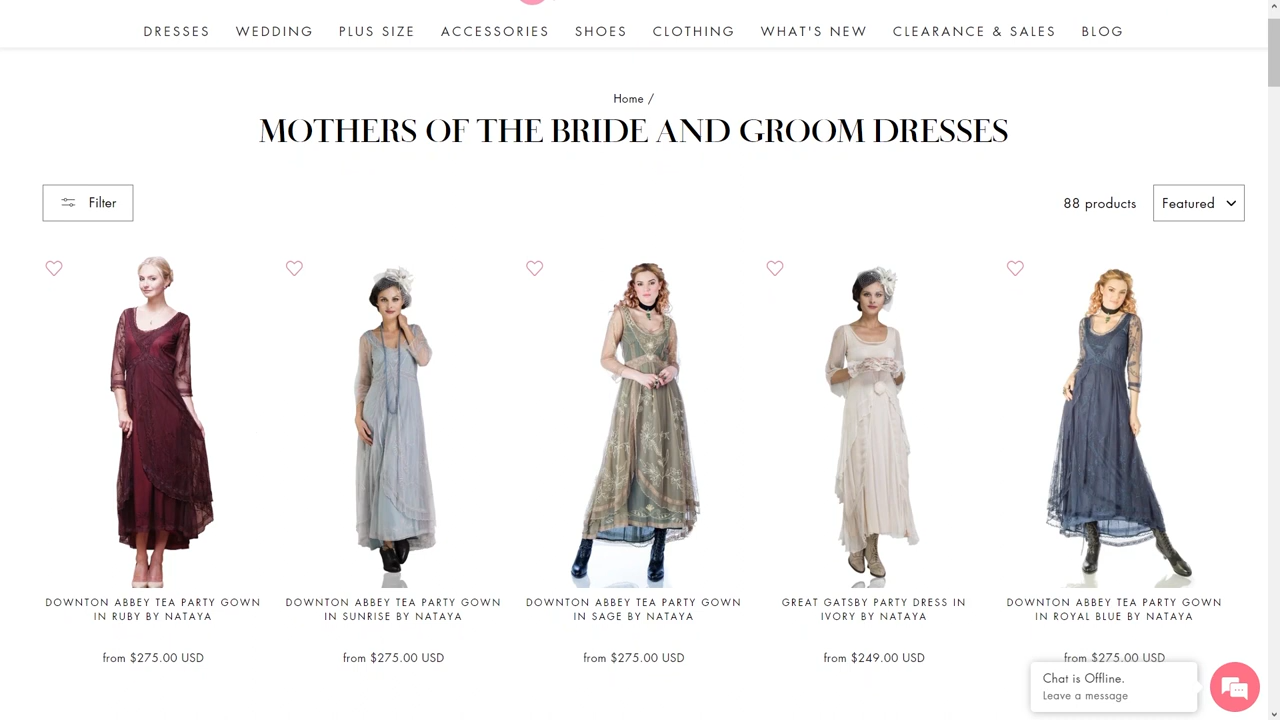 DRESSES WEDDING PLUS SIZE ACCESSORIES SHOES CLOTHING WHAT'S NEW CLEARANCE & SALES BLOG
Home /
MOTHERS OF THE BRIDE AND GROOM DRESSES
Filter
88 products
Featured
DOWNTON ABBEY TEA PARTY GOWN
IN RUBY BY NATAYA
from $275.00 USD
DOWNTON ABBEY TEA PARTY GOWN
IN SUNRISE BY NATAYA
from $275.00 USD
DOWNTON ABBEY TEA PARTY GOWN
IN SAGE BY NATAYA
from $275.00 USD
GREAT GATSBY PARTY DRESS IN
IVORY BY NATAYA
from $249.00 USD
DOWNTON ABBEY TEA PARTY GOWN
IN ROYAL BLUE BY NATAYA
from $275.00 USD
Chat is Offline.
Leave a message